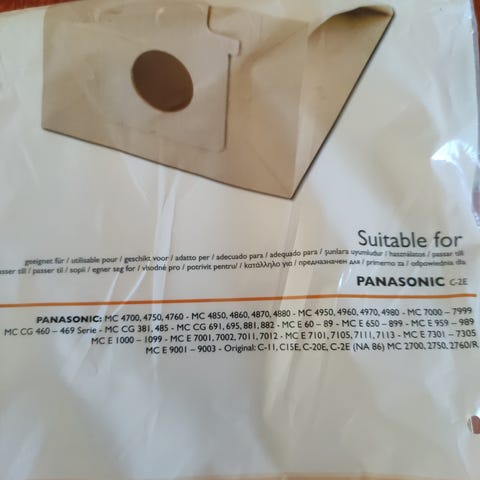 Suitable for
geeignet für / utilisable pour / geschikt voor / adatto per / adecuado para / adequado para / şunlara uyumludur / használatos / passar till
passer til / passer til / sopii / egner seg for / vhodné pro / potrivit pentru / κατάλληλο για / предназначен для / primerno za / odpowiednia dla
PANASONIC C-2E
PANASONIC: MC 4700, 4750, 4760 - MC 4850, 4860, 4870, 4880 - MC 4950, 4960, 4970, 4980 - MC 7000 – 7999
MC CG 460 – 469 Serie - MC CG 381, 485 - MC CG 691, 695, 881, 882 - MC E 60 – 89 - MC E 650 – 899 - MC E 959 – 989
MC E 1000 – 1099 - MC E 7001, 7002, 7011, 7012 - MC E 7101, 7105, 7111, 7113 - MC E 7301 – 7305
MC E 9001 – 9003 - Original: C-11, C15E, C-20E, C-2E (NA 86) MC 2700, 2750, 2760/R